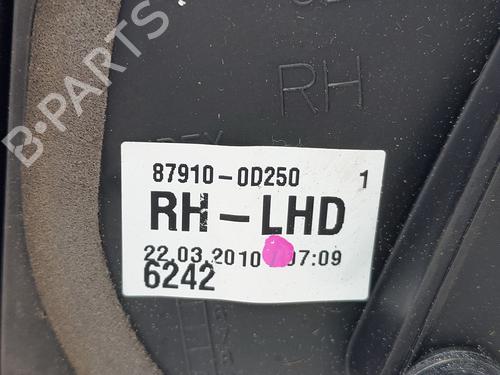 RH
87910-0D250 1
RH-LHD
22.03.2010 07:09
6242
B-PARTS